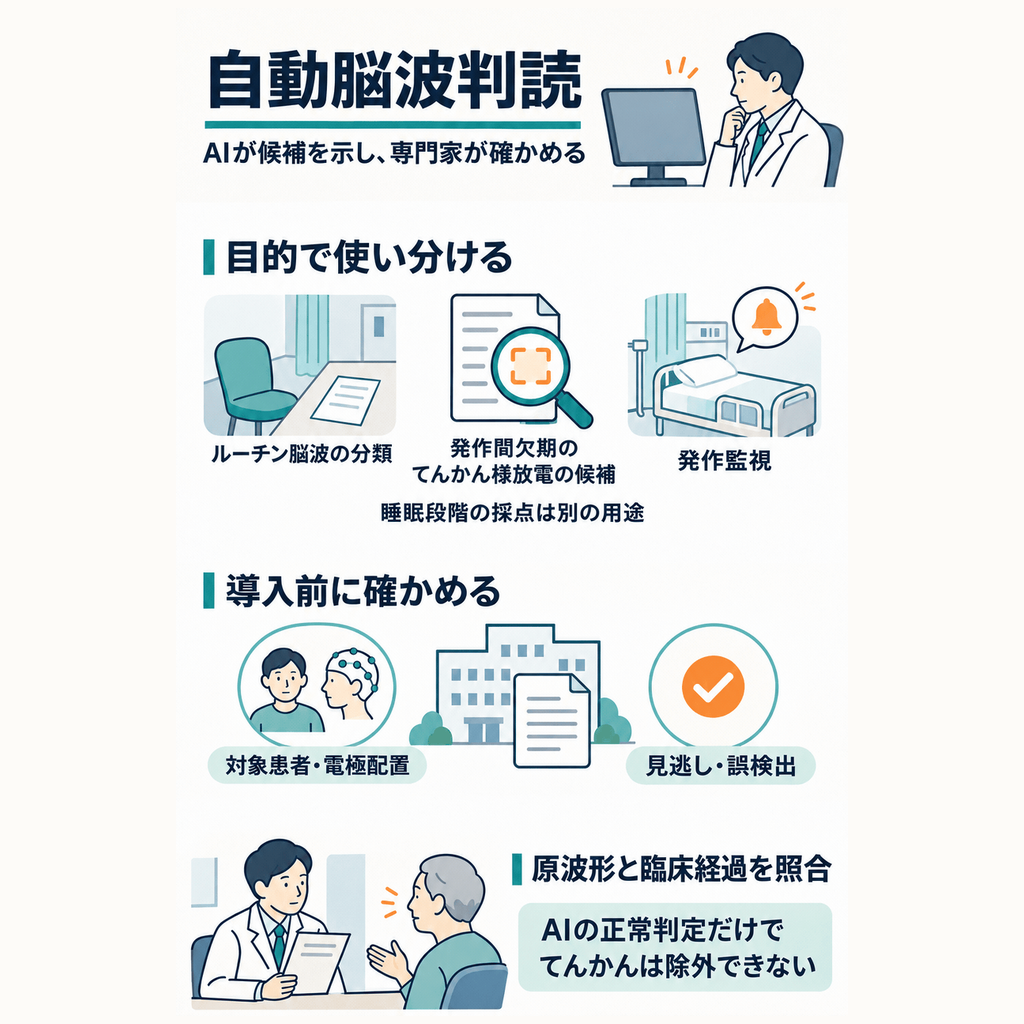 自動脳波判読
AIが候補を示し、専門家が確かめる
目的で使い分ける
ルーチン脳波の分類
発作間欠期の
てんかん様放電の候補
発作監視
睡眠段階の採点は別の用途
導入前に確かめる
対象患者・電極配置
見逃し・誤検出
原波形と臨床経過を照合
AIの正常判定だけで
てんかんは除外できない